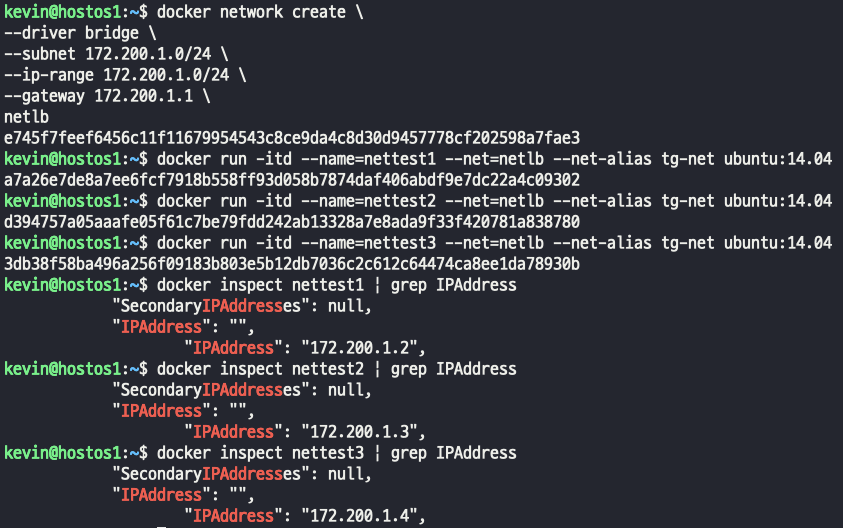 kevin@hostos1:~$ docker network create \
--driver bridge \
--subnet 172.200.1.0/24 \
--ip-range 172.200.1.0/24 \
--gateway 172.200.1.1 \
netlb
e745f7feef6456c11f11679954543c8ce9da4c8d30d9457778cf202598a7fae3
kevin@hostos1:~$ docker run -itd --name=nettest1 --net=netlb --net-alias tg-net ubuntu:14.04
a7a26e7de8a7ee6fcf7918b558ff93d058b7874daf406abdf9e7dc22a4c09302
kevin@hostos1:~$ docker run -itd --name=nettest2 --net=netlb --net-alias tg-net ubuntu:14.04
d394757a05aaafe05f61c7be79fdd242ab13328a7e8ada9f33f420781a838780
kevin@hostos1:~$ docker run -itd --name=nettest3 --net=netlb --net-alias tg-net ubuntu:14.04
3db38f58ba496a256f09183b803e5b12db7036c2c612c64474ca8ee1da78930b
kevin@hostos1:~$ docker inspect nettest1 | grep IPAddress
"SecondaryIPAddresses": null,
"IPAddress": "",
"IPAddress": "172.200.1.2",
kevin@hostos1:~$ docker inspect nettest2 | grep IPAddress
"SecondaryIPAddresses": null,
"IPAddress": "",
"IPAddress": "172.200.1.3",
kevin@hostos1:~$ docker inspect nettest3 | grep IPAddress
"SecondaryIPAddresses": null,
"IPAddress": "",
"IPAddress": "172.200.1.4",